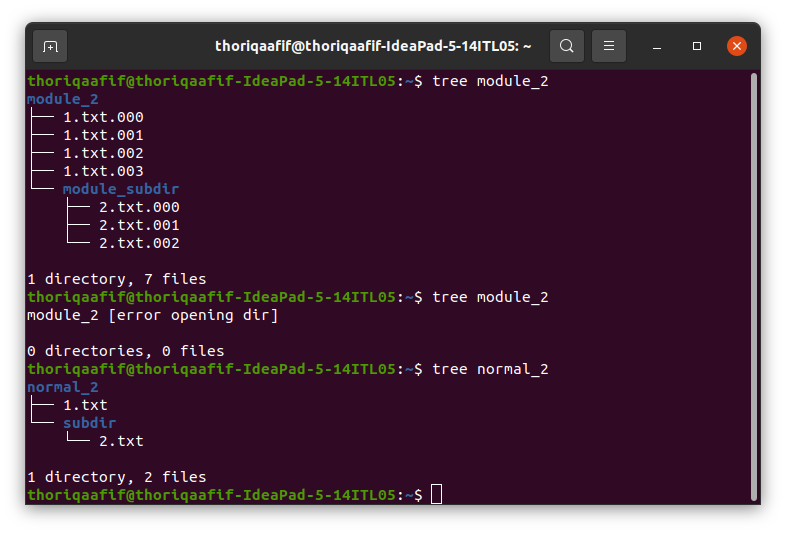 thoriqaafif@thoriqaafif-IdeaPad-5-14ITL05: ~
thoriqaafif@thoriqaafif-IdeaPad-5-14ITL05:~$ tree module_2
module_2
├── 1.txt.000
├── 1.txt.001
├── 1.txt.002
├── 1.txt.003
└── module_subdir
    ├── 2.txt.000
    ├── 2.txt.001
    └── 2.txt.002
1 directory, 7 files
thoriqaafif@thoriqaafif-IdeaPad-5-14ITL05:~$ tree module_2
module_2 [error opening dir]
0 directories, 0 files
thoriqaafif@thoriqaafif-IdeaPad-5-14ITL05:~$ tree normal_2
normal_2
├── 1.txt
└── subdir
    └── 2.txt
1 directory, 2 files
thoriqaafif@thoriqaafif-IdeaPad-5-14ITL05:~$